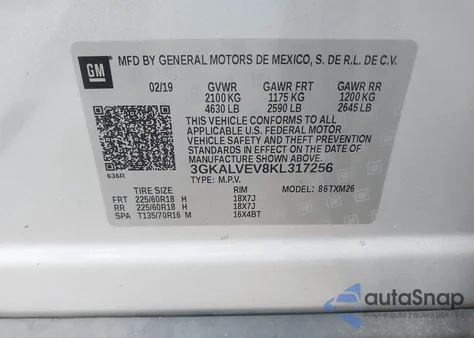 GM
MFD BY GENERAL MOTORS DE MEXICO, S. DE R.L. DE C.V.
02/19 GVWR GAWR FRT GAWR RR
2100 KG 1175 KG 1200 KG
4630 LB 2590 LB 2645 LB
THIS VEHICLE CONFORMS TO ALL
APPLICABLE U.S. FEDERAL MOTOR
VEHICLE SAFETY AND THEFT PREVENTION
STANDARDS IN EFFECT ON THE DATE OF
MANUFACTURE SHOWN ABOVE.
636R
3GKALVEV8KL317256
TYPE: M.P.V. MODEL: 86TXM26
TIRE SIZE RIM
FRT 225/60R18 H 18X7J
RR 225/60R18 H 18X7J
SPA T135/70R16 M 16X4BT
autoSnap